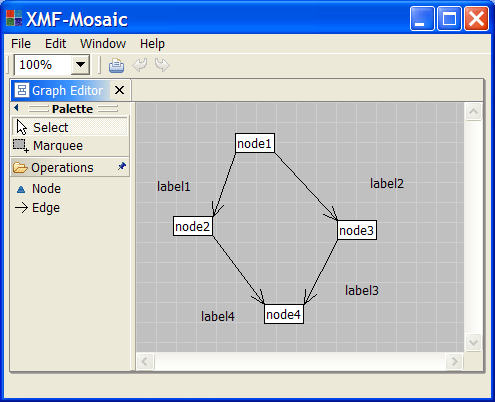 XMF-Mosaic
File Edit Window Help
100%
Graph Editor
Palette
Select
Marquee
Operations
Node
Edge
node1
label1
label2
node2
node3
label3
node4
label4